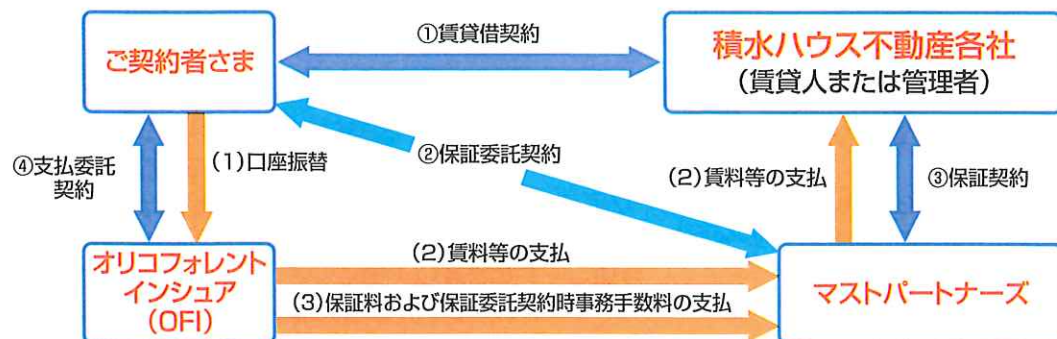 ①賃貸借契約
ご契約者さま
積水ハウス不動産各社
(賃貸人または管理者)
④支払委託
契約
(1)口座振替
②保証委託契約
(2)賃料等の支払
③保証契約
オリコフォレント
インシュア
(OFI)
(2)賃料等の支払
(3)保証料および保証委託契約時事務手数料の支払
マストパートナーズ